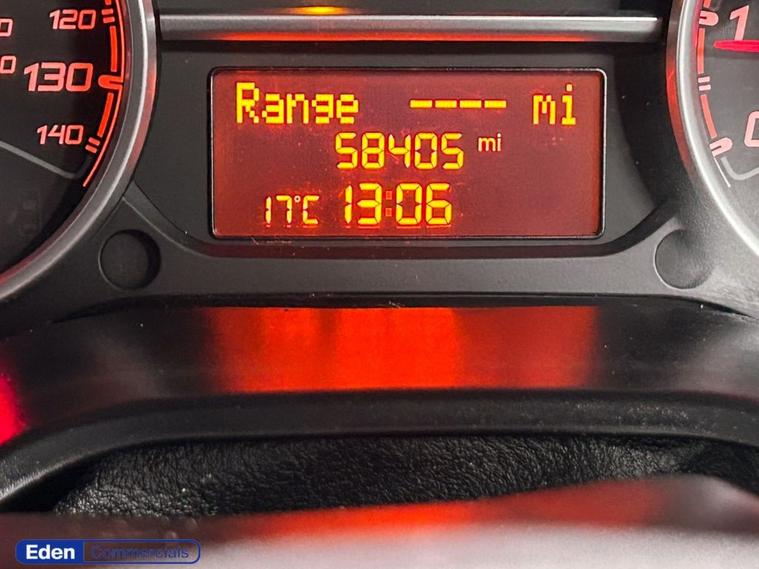 120
130
140
Range ---- mi
58405 mi
17°C 13:06
Eden Commercials